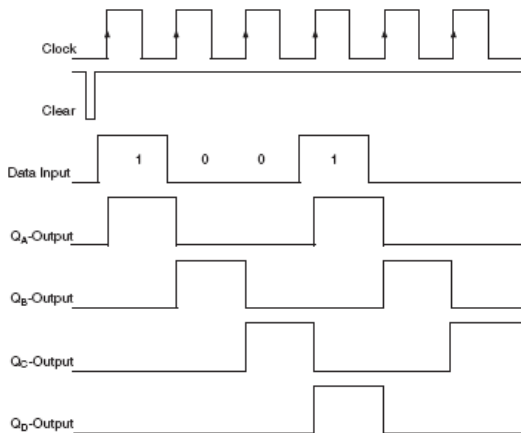 Clock
Clear
Data Input 1 0 0 1
QA-Output
QB-Output
QC-Output
QD-Output